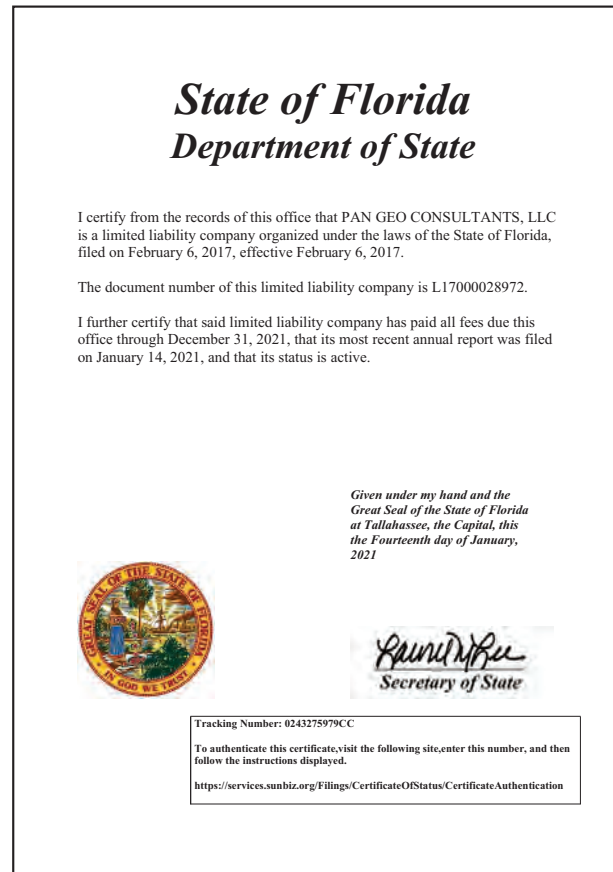 State of Florida
Department of State
I certify from the records of this office that PAN GEO CONSULTANTS, LLC
is a limited liability company organized under the laws of the State of Florida,
filed on February 6, 2017, effective February 6, 2017.
The document number of this limited liability company is L17000028972.
I further certify that said limited liability company has paid all fees due this
office through December 31, 2021, that its most recent annual report was filed
on January 14, 2021, and that its status is active.
Given under my hand and the
Great Seal of the State of Florida
at Tallahassee, the Capital, this
the Fourteenth day of January,
2021
GREAT SEAL OF THE STATE OF FLORIDA
IN GOD WE TRUST
Secretary of State
Tracking Number: 0243275979CC
To authenticate this certificate,visit the following site,enter this number, and then
follow the instructions displayed.
https://services.sunbiz.org/Filings/CertificateOfStatus/CertificateAuthentication